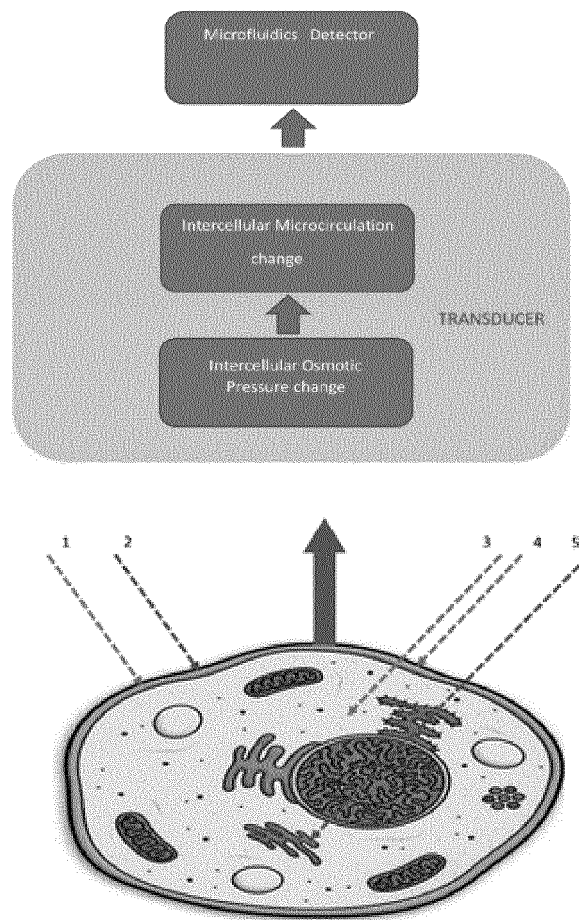 Microfluidics Detector
Intercellular Microcirculation
change
TRANSDUCER
Intercellular Osmotic
Pressure change
1 2 3 4 5